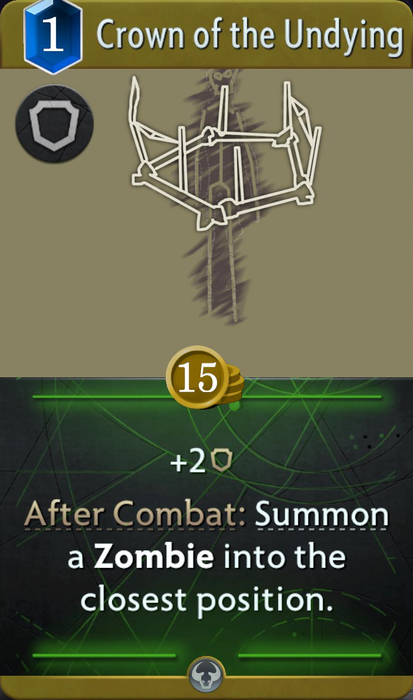 1 Crown of the Undying
15
+2
After Combat: Summon
a Zombie into the
closest position.